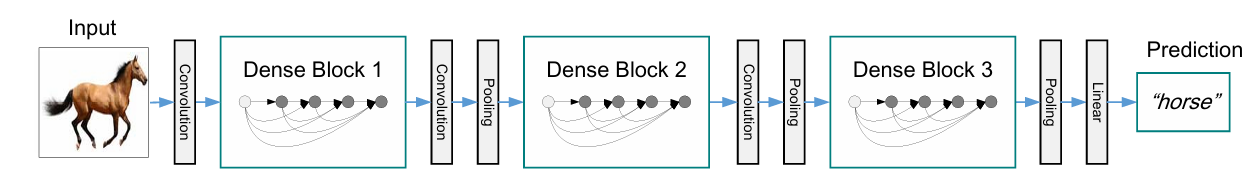 Input
Convolution
Dense Block 1
Convolution
Pooling
Dense Block 2
Convolution
Pooling
Dense Block 3
Pooling
Linear
Prediction
“horse”